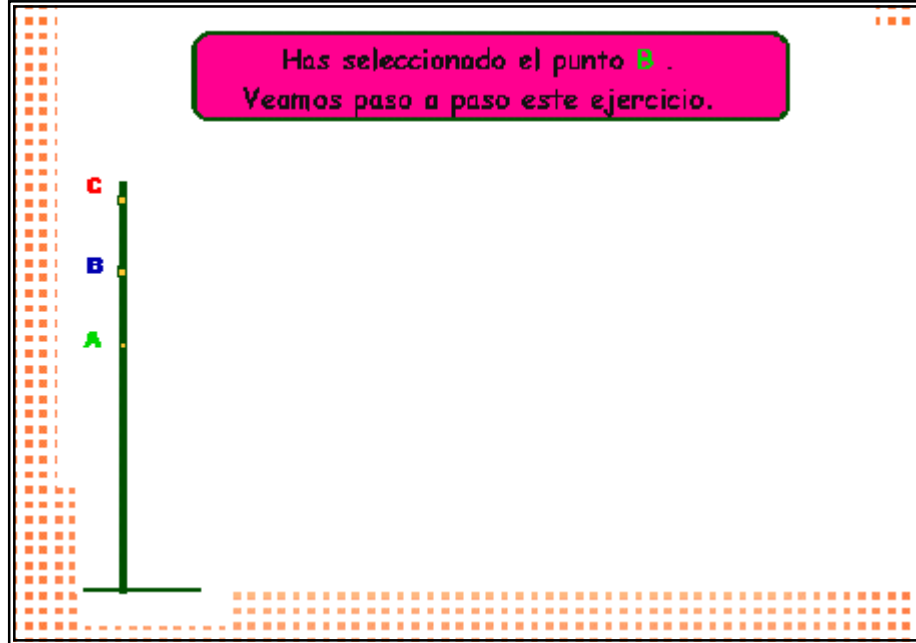 Has seleccionado el punto B .
Veamos paso a paso este ejercicio.
C
B
A